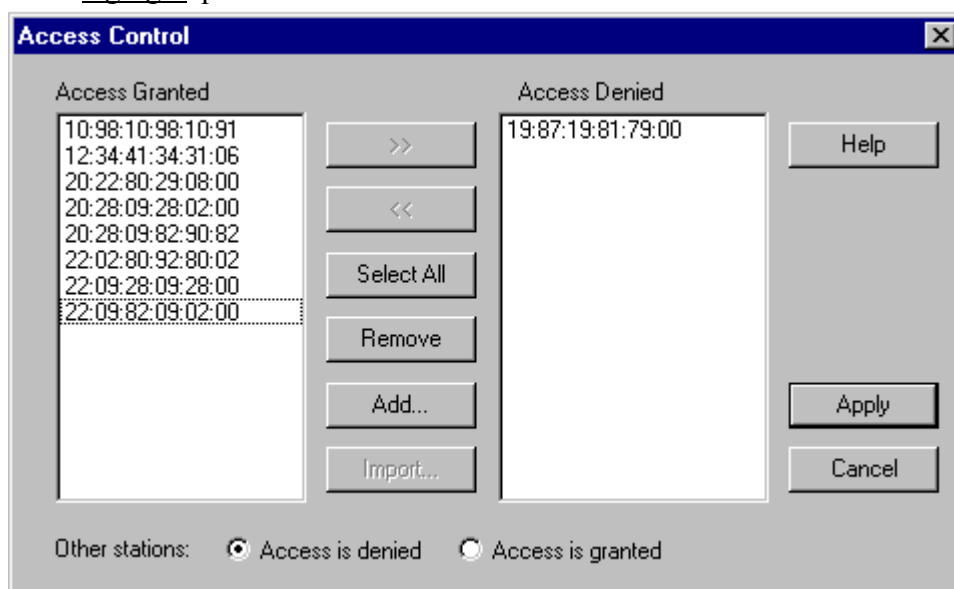 Access Control
Access Granted
Access Denied
10:98:10:98:10:91
12:34:41:34:31:06
20:22:80:29:08:00
20:28:09:28:02:00
20:28:09:82:90:82
22:02:80:92:80:02
22:09:28:09:28:00
22:09:82:09:02:00
>>
<<
Select All
Remove
Add...
Import...
19:87:19:81:79:00
Help
Apply
Cancel
Other stations: Access is denied Access is granted